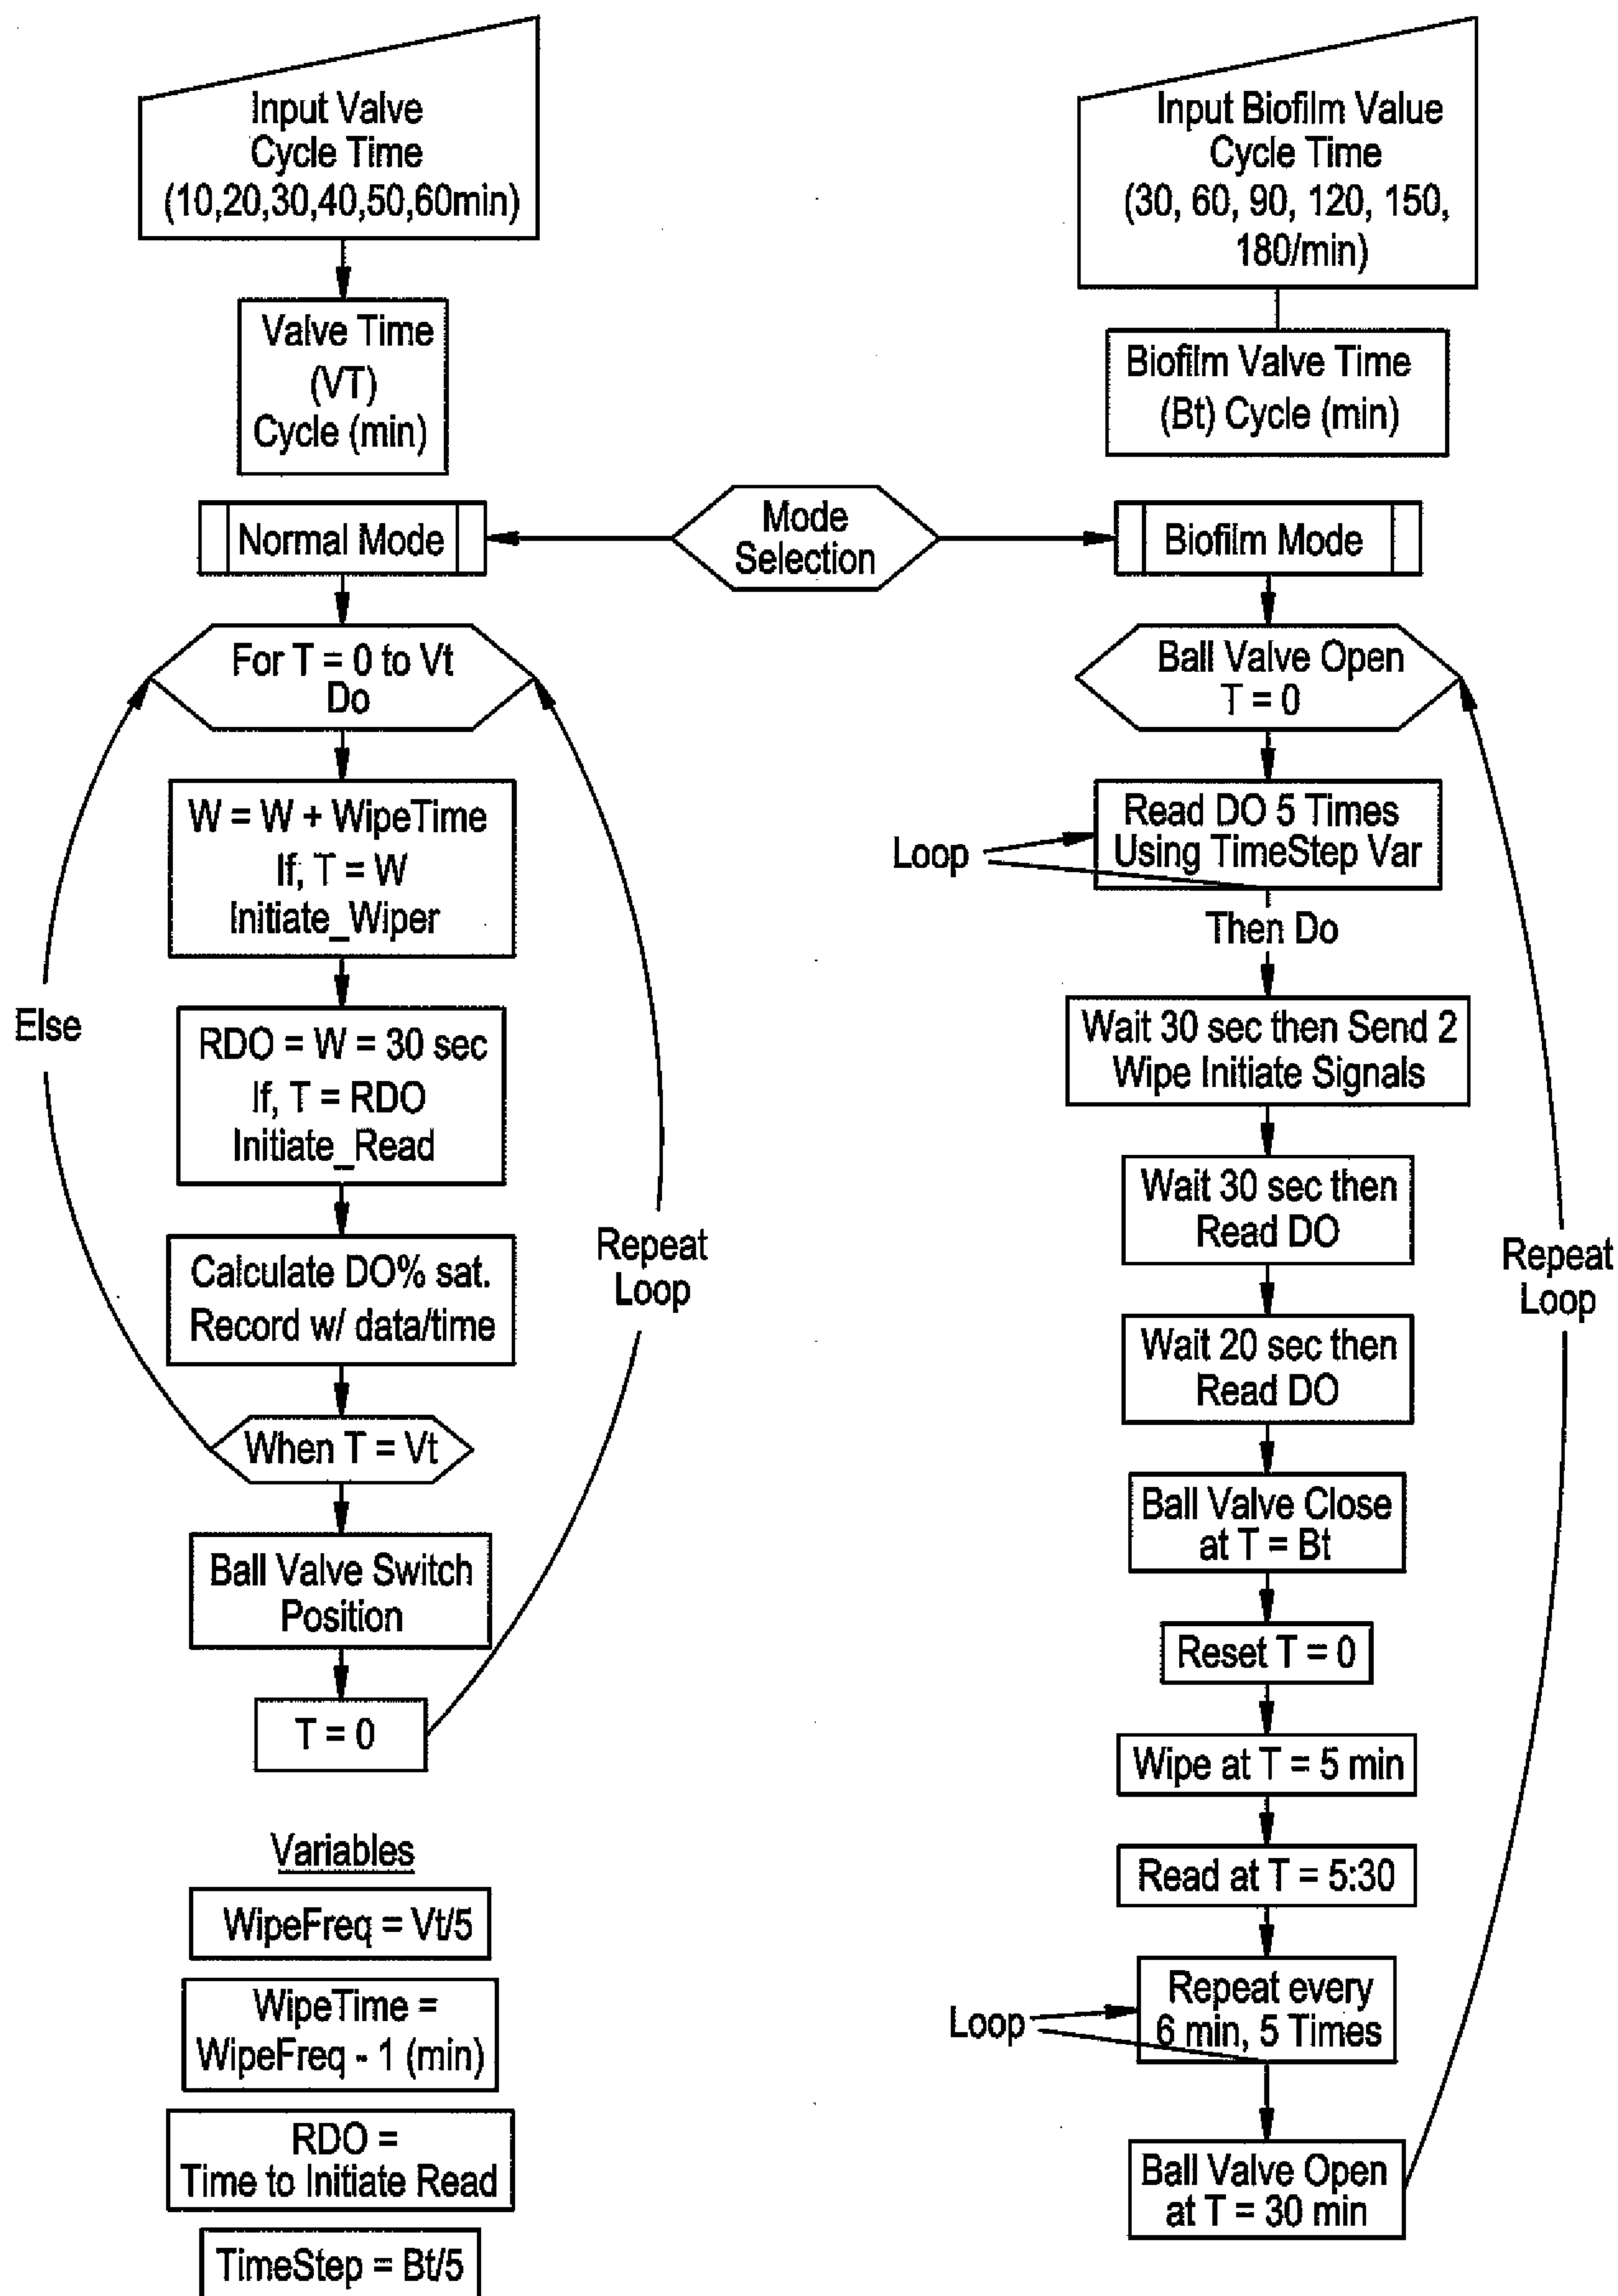 Input Valve
Cycle Time
(10,20,30,40,50,60min)
Valve Time
(VT)
Cycle (min)
Input Biofilm Value
Cycle Time
(30, 60, 90, 120, 150,
180/min)
Biofilm Valve Time
(Bt) Cycle (min)
Mode
Selection
Normal Mode
For T = 0 to Vt
Do
W = W + WipeTime
If, T = W
Initiate_Wiper
RDO = W = 30 sec
If, T = RDO
Initiate_Read
Calculate DO% sat.
Record w/ data/time
When T = Vt
Else
Ball Valve Switch
Position
T = 0
Repeat
Loop
Variables
WipeFreq = Vt/5
WipeTime =
WipeFreq - 1 (min)
RDO =
Time to Initiate Read
TimeStep = Bt/5
Biofilm Mode
Ball Valve Open
T = 0
Read DO 5 Times
Using TimeStep Var
Loop
Then Do
Wait 30 sec then Send 2
Wipe Initiate Signals
Wait 30 sec then
Read DO
Wait 20 sec then
Read DO
Ball Valve Close
at T = Bt
Reset T = 0
Wipe at T = 5 min
Read at T = 5:30
Repeat every
6 min, 5 Times
Loop
Ball Valve Open
at T = 30 min
Repeat
Loop